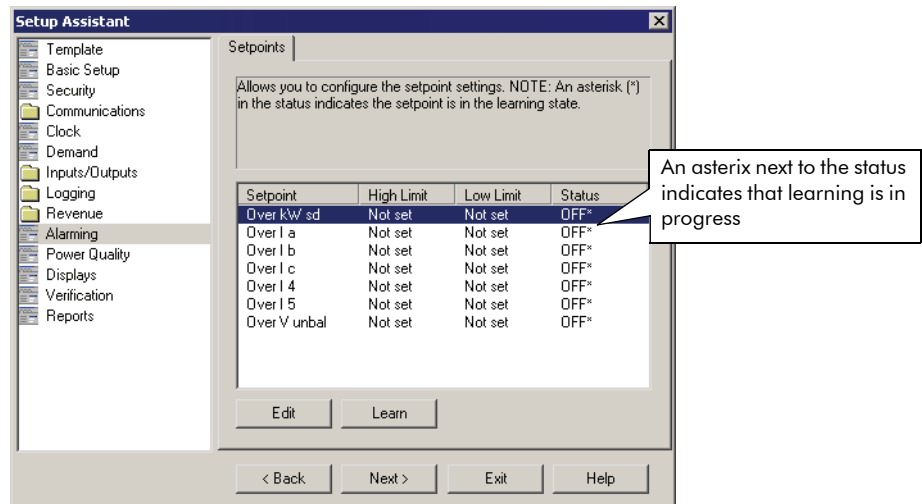 Setup Assistant
Template
Basic Setup
Security
Communications
Clock
Demand
Inputs/Outputs
Logging
Revenue
Alarming
Power Quality
Displays
Verification
Reports
Setpoints
Allows you to configure the setpoint settings. NOTE: An asterisk (*)
in the status indicates the setpoint is in the learning state.
Setpoint High Limit Low Limit Status
Over kW sd Not set Not set OFF*
Over I a Not set Not set OFF*
Over I b Not set Not set OFF*
Over I c Not set Not set OFF*
Over I 4 Not set Not set OFF*
Over I 5 Not set Not set OFF*
Over V unbal Not set Not set OFF*
Edit Learn
< Back Next > Exit Help
An asterix next to the status
indicates that learning is in
progress